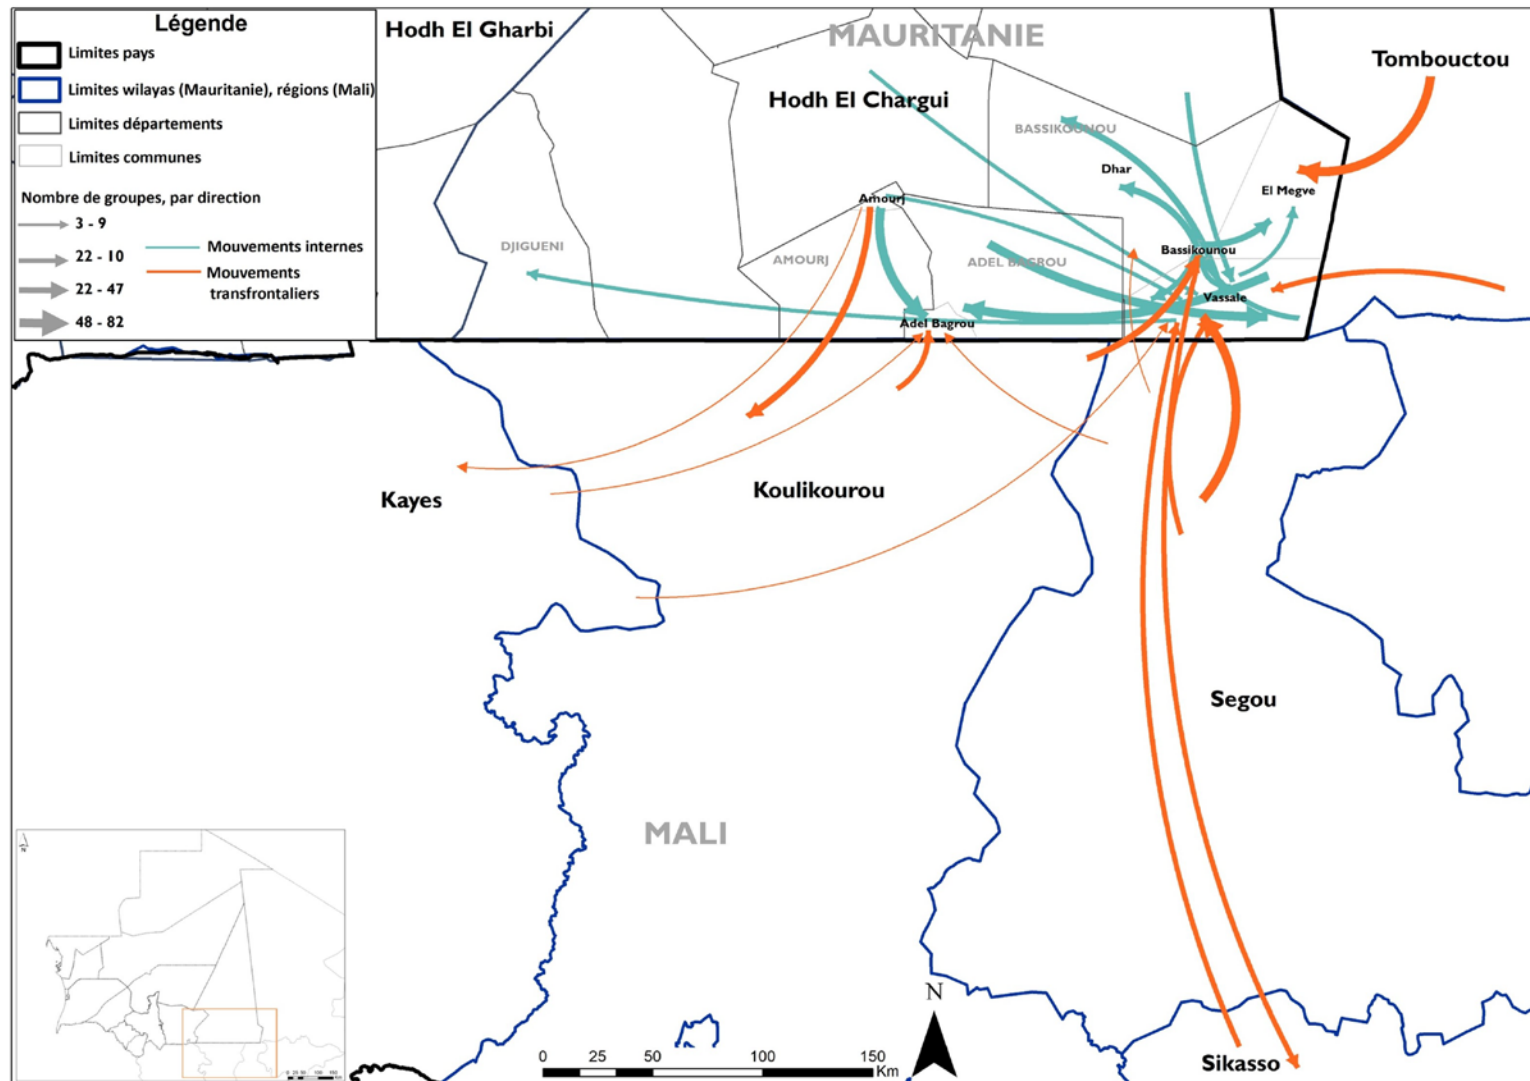 Légende
Limites pays
Limites wilayas (Mauritanie), régions (Mali)
Limites départements
Limites communes
Nombre de groupes, par direction
3 - 9
22 - 10
22 - 47
48 - 82
Mouvements internes
Mouvements
transfrontaliers
Hodh El Gharbi
MAURITANIE
Tombouctou
Hodh El Chargui
BASSIKOUNOU
Dhar
El Megve
Amourj
DJIGUENI
AMOURJ
ADEL BAGROU
Bassikounou
Vassale
Adel Bagrou
Kayes
Koulikourou
Segou
MALI
Sikasso
N
0 25 50 100 150
Km